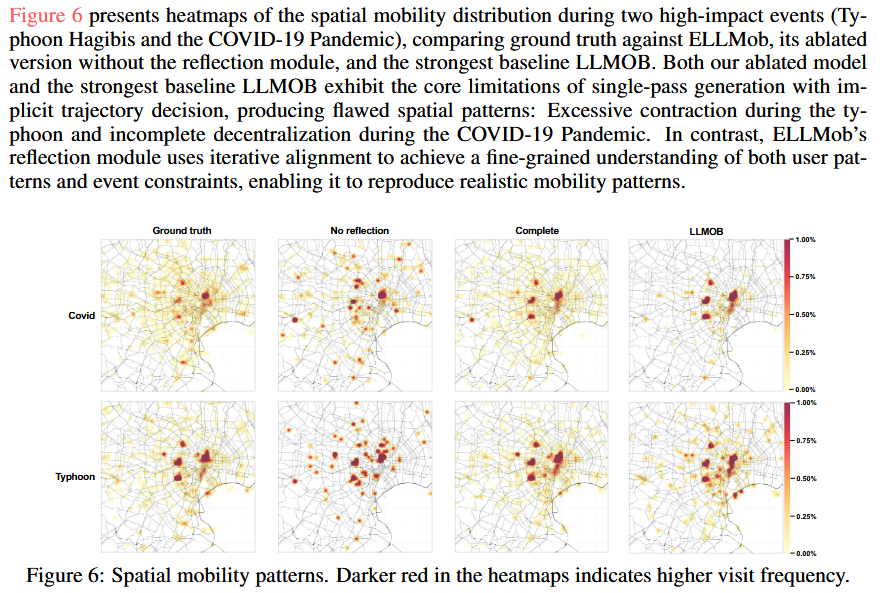 Figure 6 presents heatmaps of the spatial mobility distribution during two high-impact events (Ty-
phoon Hagibis and the COVID-19 Pandemic), comparing ground truth against ELLMob, its ablated
version without the reflection module, and the strongest baseline LLMOB. Both our ablated model
and the strongest baseline LLMOB exhibit the core limitations of single-pass generation with im-
plicit trajectory decision, producing flawed spatial patterns: Excessive contraction during the ty-
phoon and incomplete decentralization during the COVID-19 Pandemic. In contrast, ELLMob's
reflection module uses iterative alignment to achieve a fine-grained understanding of both user pat-
terns and event constraints, enabling it to reproduce realistic mobility patterns.
Ground truth No reflection Complete LLMOB
Covid
1.00%
0.75%
0.50%
0.25%
0.00%
Typhoon
1.00%
0.75%
0.50%
0.25%
0.00%
Figure 6: Spatial mobility patterns. Darker red in the heatmaps indicates higher visit frequency.